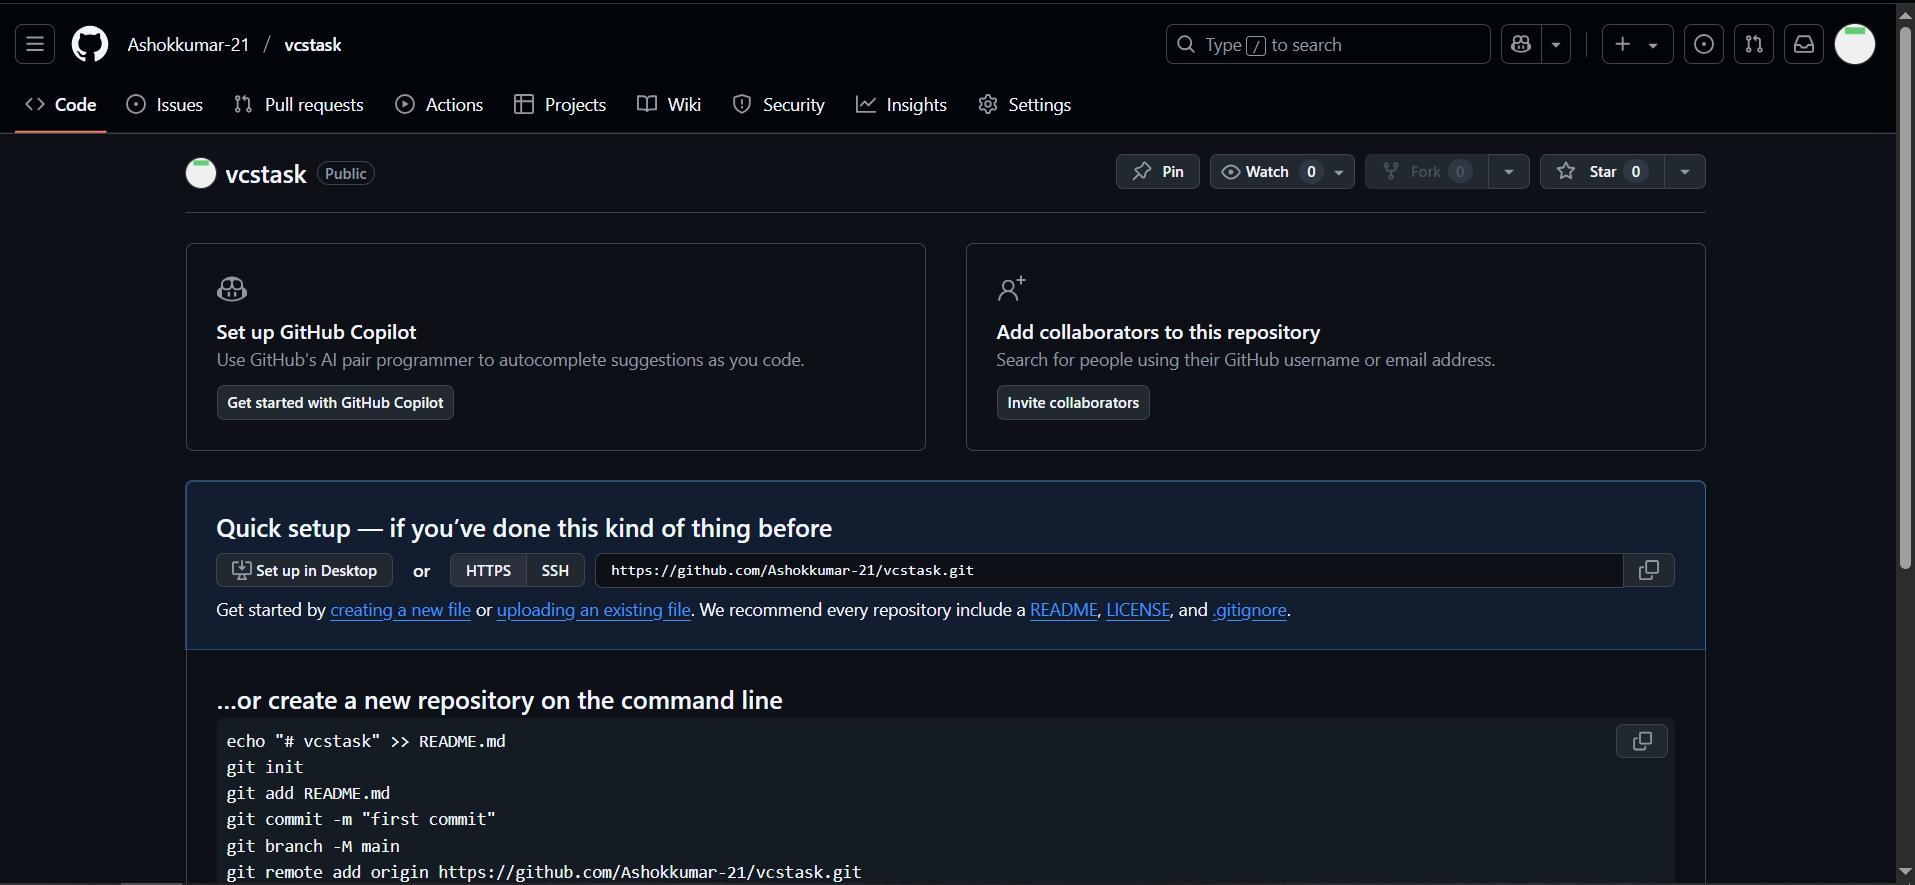 Ashokkumar-21 / vcstask
Type / to search
Code Issues Pull requests Actions Projects Wiki Security Insights Settings
vcstask Public
Pin Watch 0 Fork 0 Star 0
Set up GitHub Copilot
Use GitHub's AI pair programmer to autocomplete suggestions as you code.
Get started with GitHub Copilot
Add collaborators to this repository
Search for people using their GitHub username or email address.
Invite collaborators
Quick setup — if you’ve done this kind of thing before
Set up in Desktop or HTTPS SSH https://github.com/Ashokkumar-21/vcstask.git
Get started by creating a new file or uploading an existing file. We recommend every repository include a README, LICENSE, and .gitignore.
…or create a new repository on the command line
echo "# vcstask" >> README.md
git init
git add README.md
git commit -m "first commit"
git branch -M main
git remote add origin https://github.com/Ashokkumar-21/vcstask.git